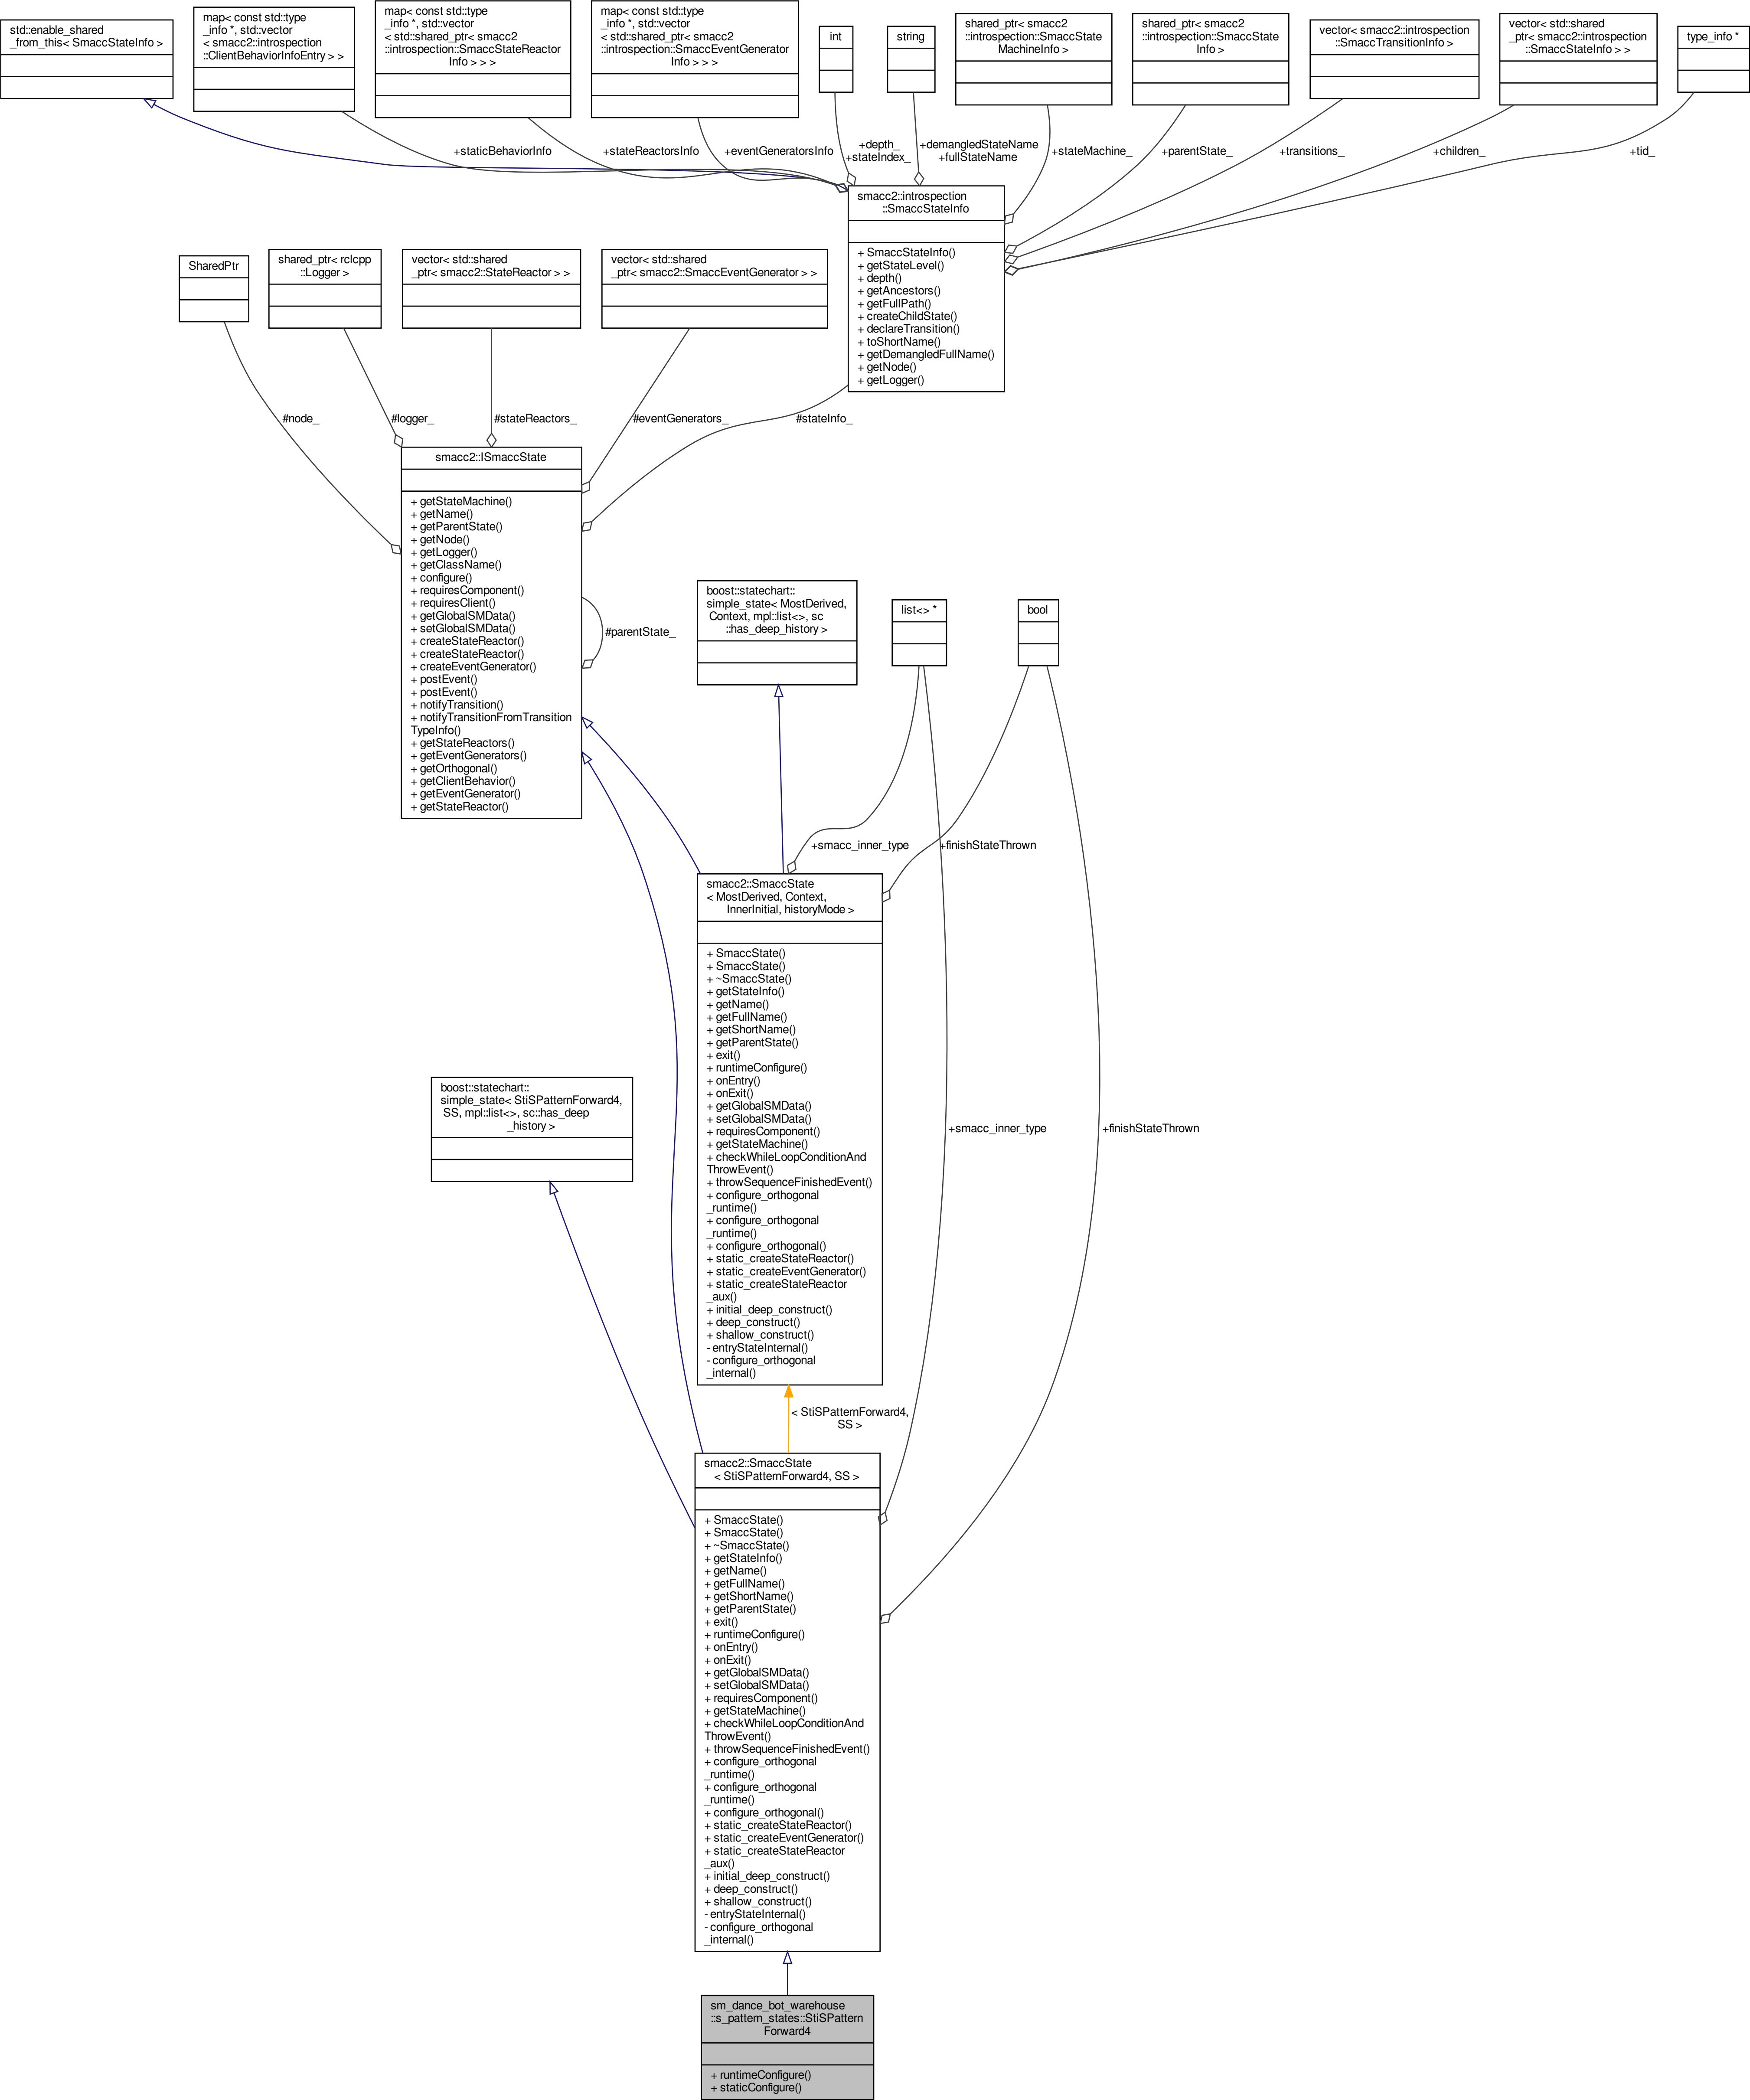 std::enable_shared
_from_this< SmaccStateInfo >
map< const std::type
_info *, std::vector
< smacc2::introspection
::ClientBehaviorInfoEntry > >
map< const std::type
_info *, std::vector
< std::shared_ptr< smacc2
::introspection::SmaccStateReactor
Info > > >
map< const std::type
_info *, std::vector
< std::shared_ptr< smacc2
::introspection::SmaccEventGenerator
Info > > >
int
string
shared_ptr< smacc2
::introspection::SmaccState
MachineInfo >
shared_ptr< smacc2
::introspection::SmaccState
Info >
vector< smacc2::introspection
::SmaccTransitionInfo >
vector< std::shared
_ptr< smacc2::introspection
::SmaccStateInfo > >
type_info *
+staticBehaviorInfo
+stateReactorsInfo
+eventGeneratorsInfo
+depth_
+stateIndex_
+demangledStateName
+fullStateName
+stateMachine_
+parentState_
+transitions_
+children_
+tid_
smacc2::introspection
::SmaccStateInfo
+ SmaccStateInfo()
+ getStateLevel()
+ depth()
+ getAncestors()
+ getFullPath()
+ createChildState()
+ declareTransition()
+ toShortName()
+ getDemangledFullName()
+ getNode()
+ getLogger()
SharedPtr
shared_ptr< rclcpp
::Logger >
vector< std::shared
_ptr< smacc2::StateReactor > >
vector< std::shared
_ptr< smacc2::SmaccEventGenerator > >
#node_
#logger_
#stateReactors_
#eventGenerators_
#stateInfo_
smacc2::ISmaccState
+ getStateMachine()
+ getName()
+ getParentState()
+ getNode()
+ getLogger()
+ getClassName()
+ configure()
+ requiresComponent()
+ requiresClient()
+ getGlobalSMData()
+ setGlobalSMData()
+ createStateReactor()
+ createStateReactor()
+ createEventGenerator()
+ postEvent()
+ postEvent()
+ notifyTransition()
+ notifyTransitionFromTransition
TypeInfo()
+ getStateReactors()
+ getEventGenerators()
+ getOrthogonal()
+ getClientBehavior()
+ getEventGenerator()
+ getStateReactor()
#parentState_
boost::statechart::
simple_state< MostDerived,
Context, mpl::list<>, sc
::has_deep_history >
list<> *
bool
+smacc_inner_type
+finishStateThrown
smacc2::SmaccState
< MostDerived, Context,
InnerInitial, historyMode >
+ SmaccState()
+ SmaccState()
+ ~SmaccState()
+ getStateInfo()
+ getName()
+ getFullName()
+ getShortName()
+ getParentState()
+ exit()
+ runtimeConfigure()
+ onEntry()
+ onExit()
+ getGlobalSMData()
+ setGlobalSMData()
+ requiresComponent()
+ getStateMachine()
+ checkWhileLoopConditionAnd
ThrowEvent()
+ throwSequenceFinishedEvent()
+ configure_orthogonal
_runtime()
+ configure_orthogonal
_runtime()
+ configure_orthogonal()
+ static_createStateReactor()
+ static_createEventGenerator()
+ static_createStateReactor
_aux()
+ initial_deep_construct()
+ deep_construct()
+ shallow_construct()
- entryStateInternal()
- configure_orthogonal
_internal()
boost::statechart::
simple_state< StiSPatternForward4,
SS, mpl::list<>, sc::has_deep
_history >
+smacc_inner_type
+finishStateThrown
< StiSPatternForward4,
SS >
smacc2::SmaccState
< StiSPatternForward4, SS >
+ SmaccState()
+ SmaccState()
+ ~SmaccState()
+ getStateInfo()
+ getName()
+ getFullName()
+ getShortName()
+ getParentState()
+ exit()
+ runtimeConfigure()
+ onEntry()
+ onExit()
+ getGlobalSMData()
+ setGlobalSMData()
+ requiresComponent()
+ getStateMachine()
+ checkWhileLoopConditionAnd
ThrowEvent()
+ throwSequenceFinishedEvent()
+ configure_orthogonal
_runtime()
+ configure_orthogonal
_runtime()
+ configure_orthogonal()
+ static_createStateReactor()
+ static_createEventGenerator()
+ static_createStateReactor
_aux()
+ initial_deep_construct()
+ deep_construct()
+ shallow_construct()
- entryStateInternal()
- configure_orthogonal
_internal()
sm_dance_bot_warehouse
::s_pattern_states::StiSPattern
Forward4
+ runtimeConfigure()
+ staticConfigure()